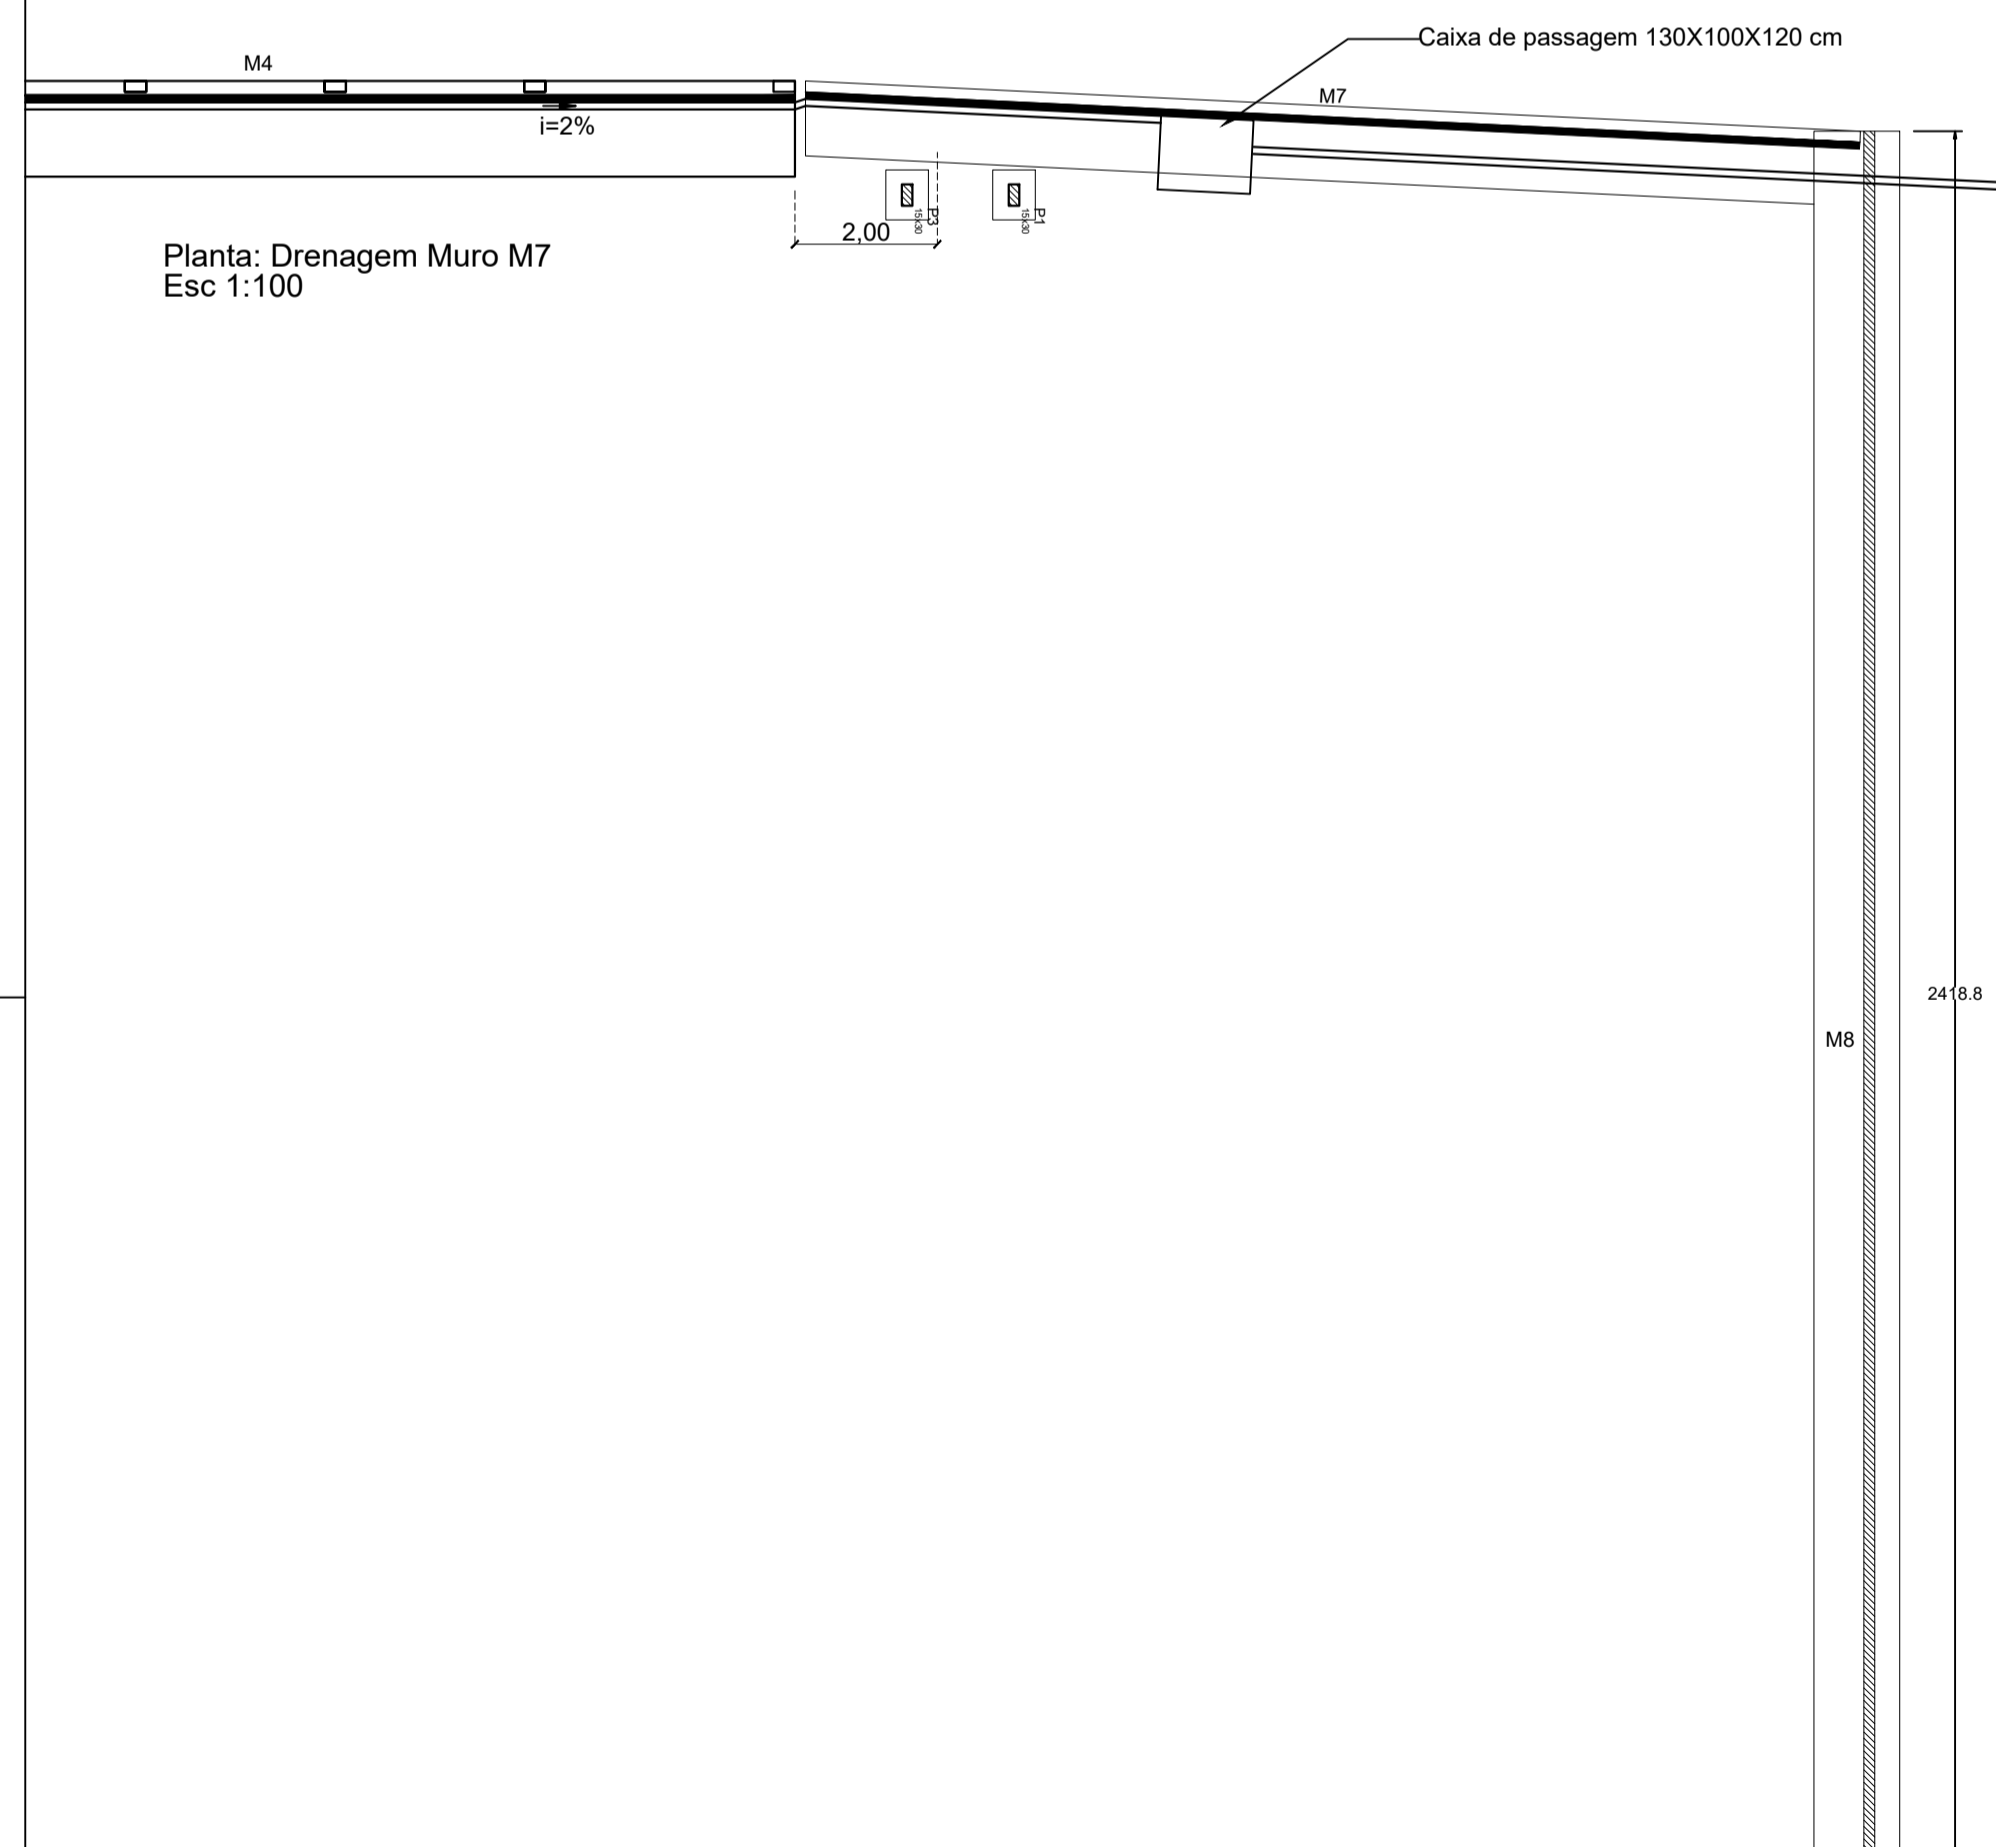 Caixa de passagem 130X100X120 cm
M4
M7
i=2%
P3
15x30
P1
15x30
2,00
Planta: Drenagem Muro M7
Esc 1:100
2418.8
M8